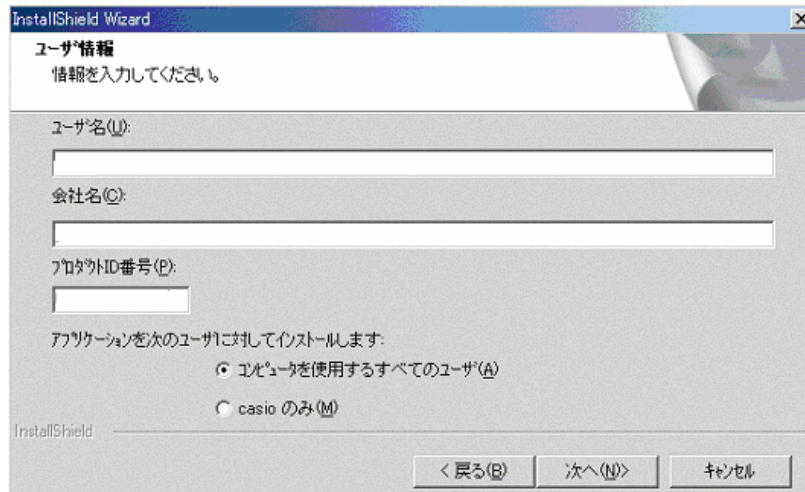 InstallShield Wizard
ユーザ情報
情報を入力してください。
ユーザ名(U):
会社名(C):
プロダクトID番号(P):
アプリケーションを次のユーザに対してインストールします:
コンピュータを使用するすべてのユーザ(A)
casio のみ(M)
InstallShield
< 戻る(B) 次へ(N)> キャンセル